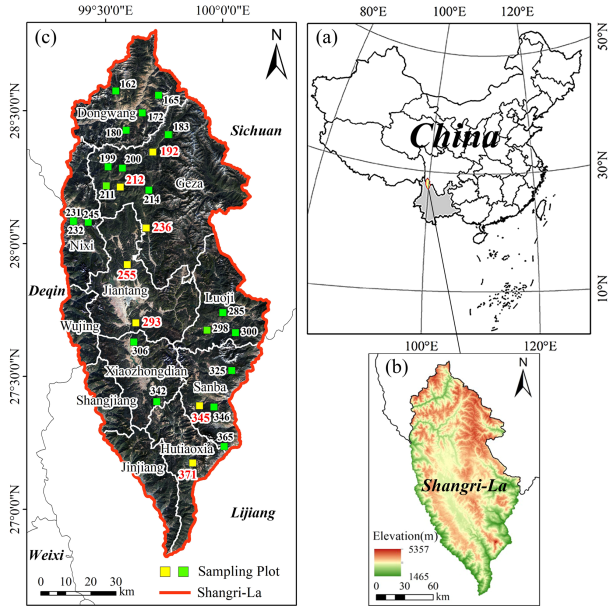 99°30'0"E
100°0'0"E
(c)
N
28°30'0"N
28°0'0"N
27°30'0"N
27°0'0"N
162
165
Dongwang
172
180
183
Sichuan
192
199
200
Geza
211
212
214
231
245
232
236
Nixi
255
Deqin
Jiantang
Luoji
285
Wujing
293
298
300
306
Xiaozhongdian
325
Sanba
Shangjiang
342
345
346
365
Hutiaoxia
Jinjiang
371
Lijiang
Weixi
Sampling Plot
Shangri-La
0 10 20 30
km
80°E
100°E
120°E
(a)
N
50°N
China
30°N
10°N
100°E
120°E
(b)
N
Shangri-La
Elevation(m)
5357
1465
0 30 60
km